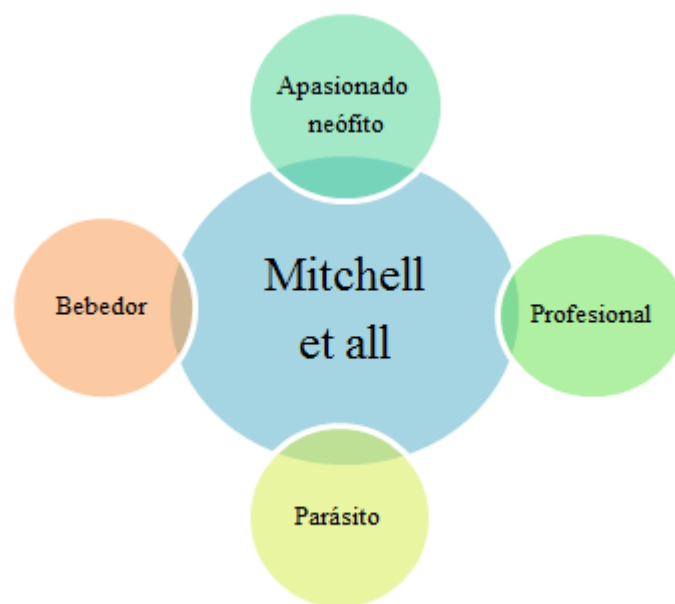 Apasionado
neófito
Bebedor
Mitchell
et all
Profesional
Parásito